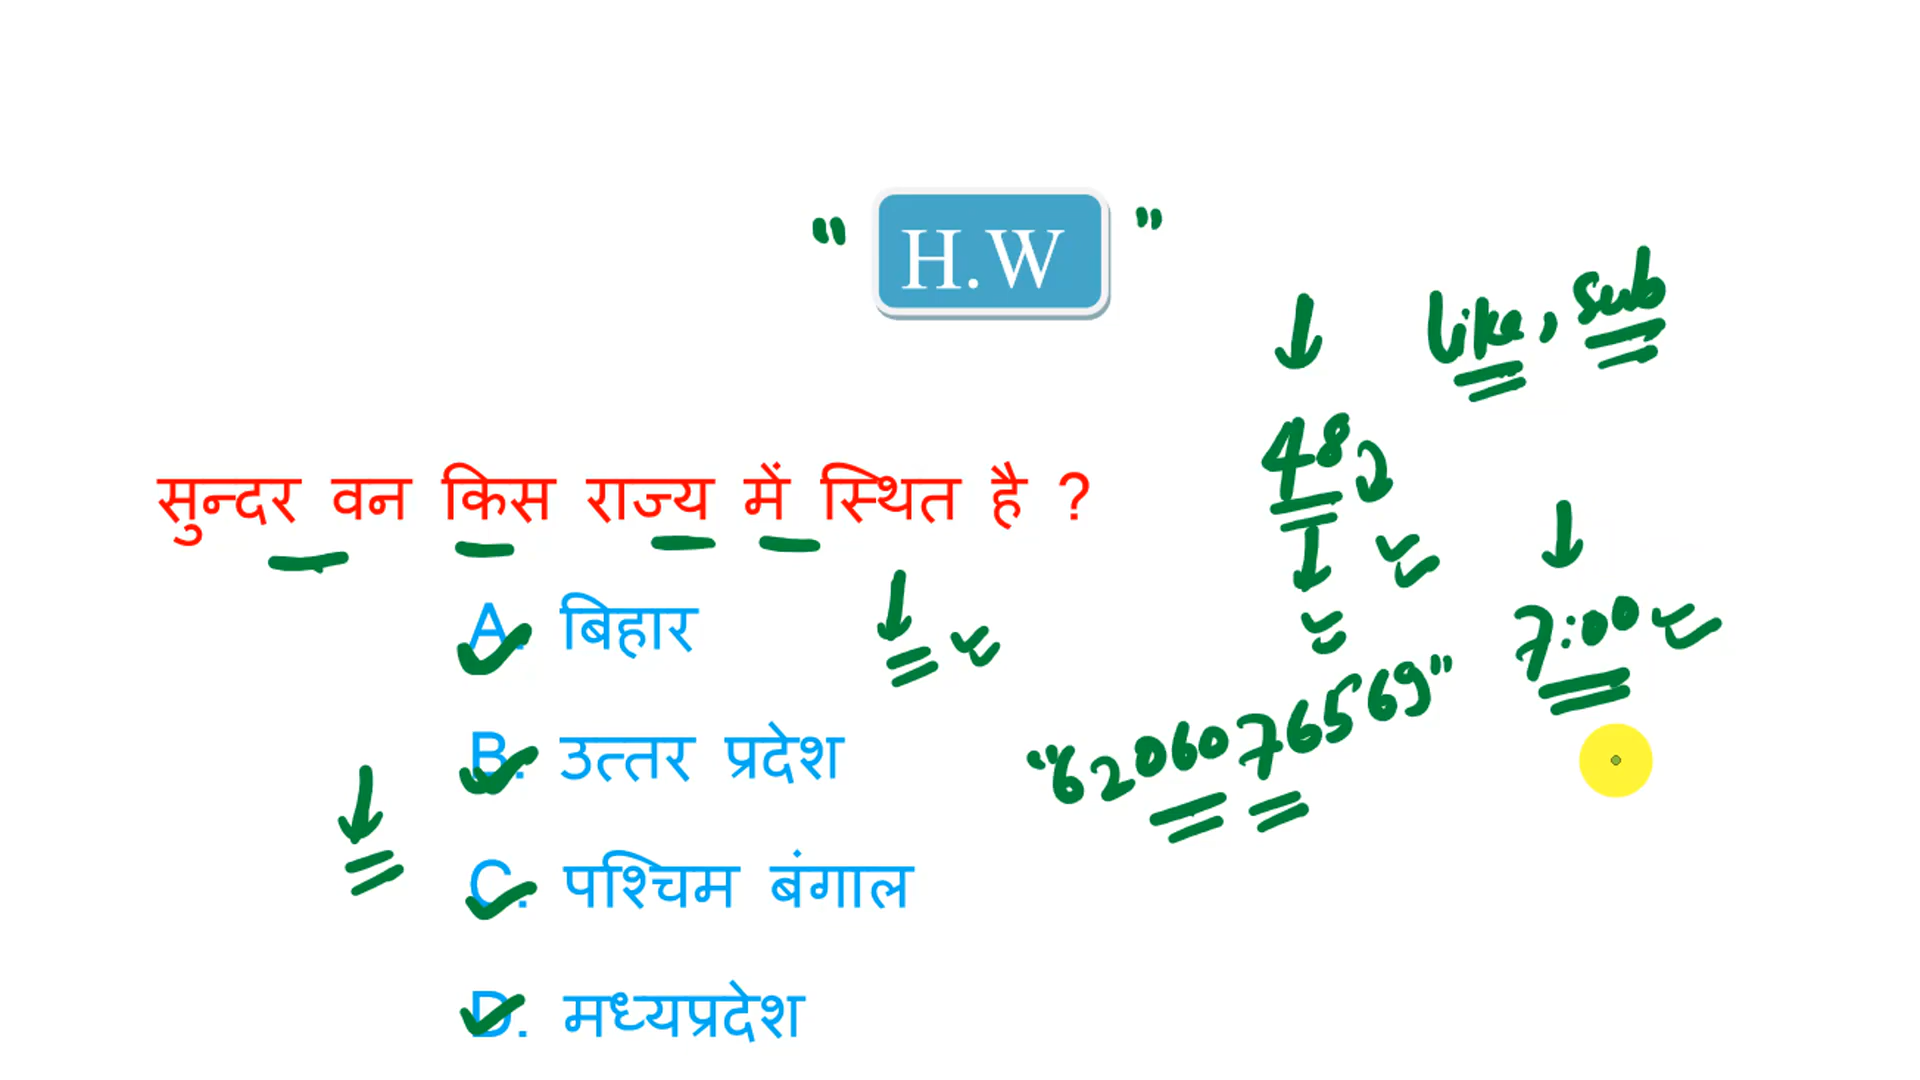 " H.W "
like, sub
482
सुन्दर वन किस राज्य में स्थित है ?
A. बिहार
7:00
"6206076569"
B. उत्तर प्रदेश
C. पश्चिम बंगाल
D. मध्यप्रदेश